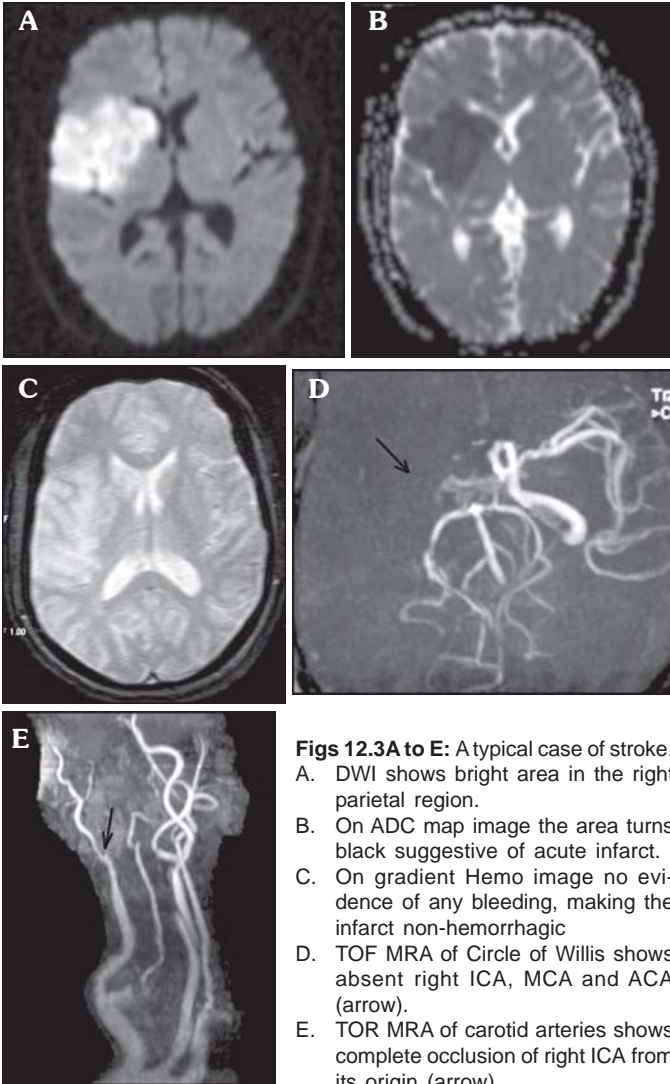 A
B
C
F
F 1.00
D
E
Figs 12.3A to E: A typical case of stroke.
A. DWI shows bright area in the right
parietal region.
B. On ADC map image the area turns
black suggestive of acute infarct.
C. On gradient Hemo image no evi-
dence of any bleeding, making the
infarct non-hemorrhagic
D. TOF MRA of Circle of Willis shows
absent right ICA, MCA and ACA
(arrow).
E. TOR MRA of carotid arteries shows
complete occlusion of right ICA from
its origin (arrow)